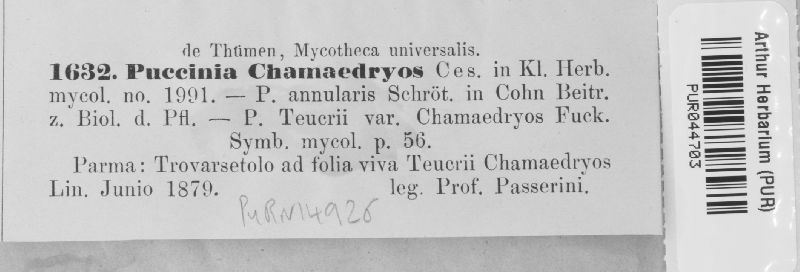 de Thümen, Mycotheca universalis.
1632. Puccinia Chamaedryos Ces. in Kl. Herb.
mycol. no. 1991. — P. annularis Schröt. in Cohn Beitr.
z. Biol. d. Pfl. — P. Teucrii var. Chamaedryos Fuck.
Symb. mycol. p. 56.
Parma: Trovarsetolo ad folia viva Teucrii Chamaedryos
Lin. Junio 1879. leg. Prof. Passerini.
PURN14926
Arthur Herbarium (PUR)
PUR044703